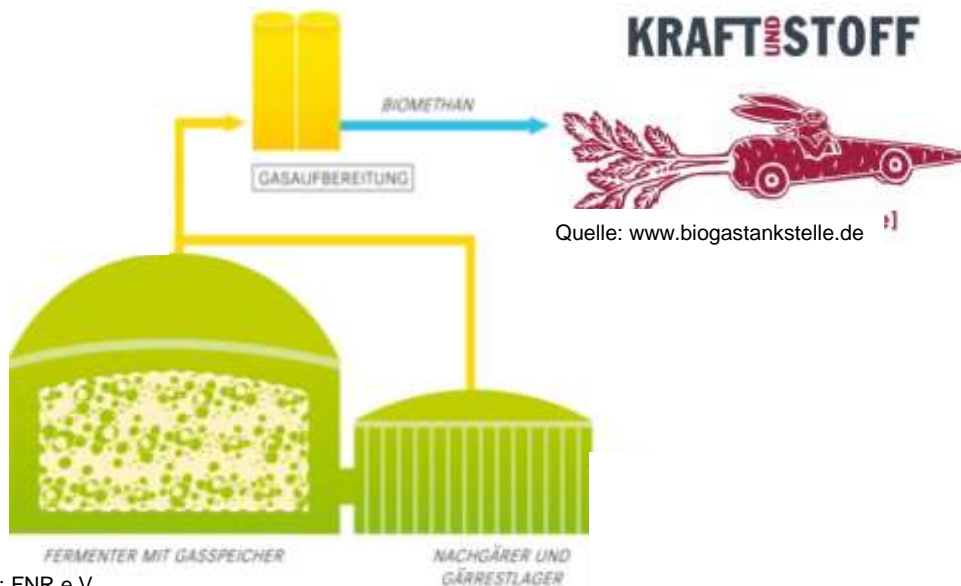 KRAFT UND STOFF
BIOMETHAN
GASAUFBEREITUNG
Quelle: www.biogastankstelle.de
e]
FERMENTER MIT GASSPEICHER
NACHGÄRER UND
GÄRRESTLAGER
: FNR e.V.